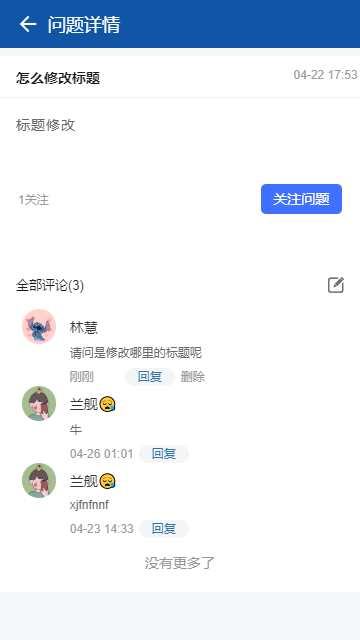 问题详情
怎么修改标题 04-22 17:53
标题修改
1关注 关注问题
全部评论(3)
林慧
请问是修改哪里的标题呢
刚刚 回复 删除
兰舰😪
牛
04-26 01:01 回复
兰舰😪
xjfnfnnf
04-23 14:33 回复
没有更多了